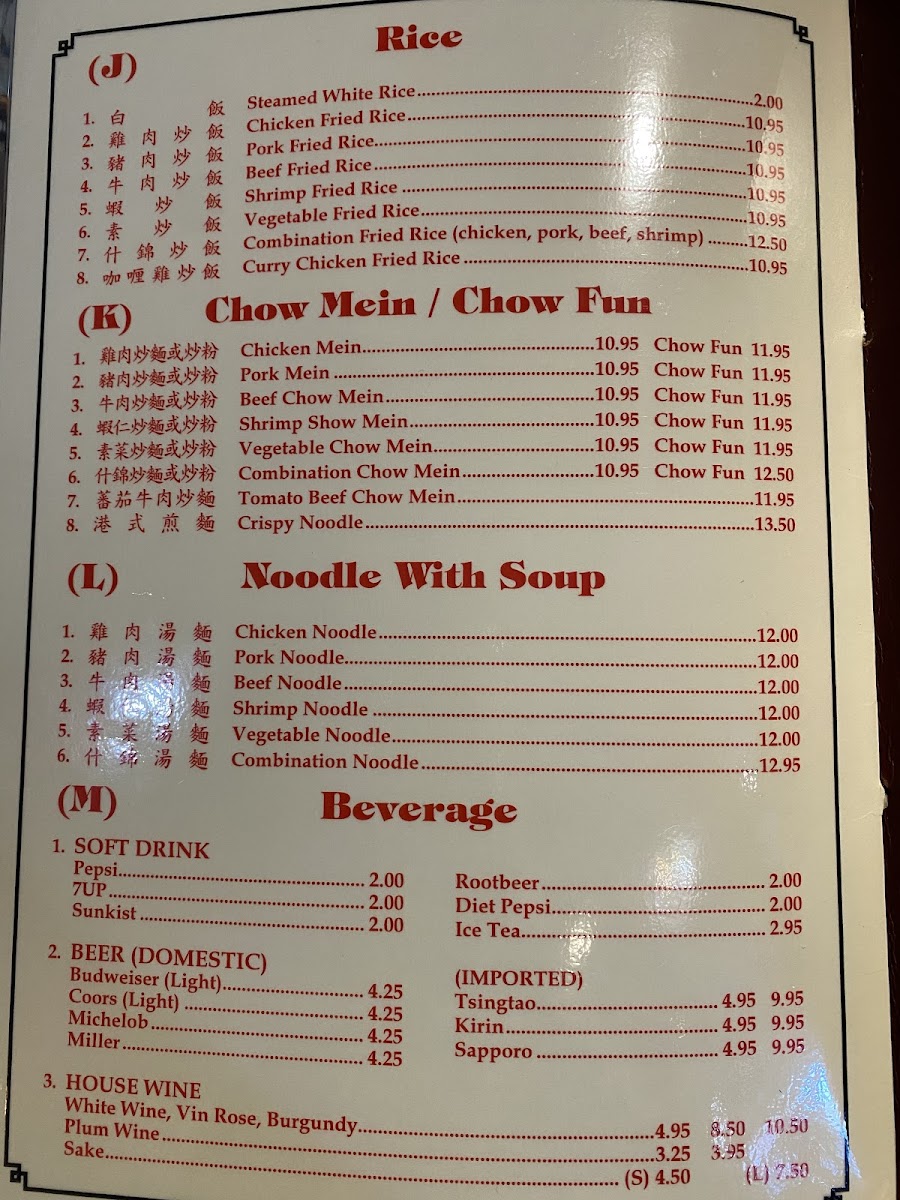 (J) Rice
1. 白 飯 Steamed White Rice 2.00
2. 雞肉炒飯 Chicken Fried Rice 10.95
3. 豬肉炒飯 Pork Fried Rice 10.95
4. 牛肉炒飯 Beef Fried Rice 10.95
5. 蝦炒飯 Shrimp Fried Rice 10.95
6. 素炒飯 Vegetable Fried Rice 10.95
7. 什錦炒飯 Combination Fried Rice (chicken, pork, beef, shrimp) 12.50
8. 咖喱雞炒飯 Curry Chicken Fried Rice 10.95
(K) Chow Mein / Chow Fun
1. 雞肉炒麵或炒粉 Chicken Mein 10.95 Chow Fun 11.95
2. 豬肉炒麵或炒粉 Pork Mein 10.95 Chow Fun 11.95
3. 牛肉炒麵或炒粉 Beef Chow Mein 10.95 Chow Fun 11.95
4. 蝦仁炒麵或炒粉 Shrimp Show Mein 10.95 Chow Fun 11.95
5. 素菜炒麵或炒粉 Vegetable Chow Mein 10.95 Chow Fun 11.95
6. 什錦炒麵或炒粉 Combination Chow Mein 10.95 Chow Fun 12.50
7. 蕃茄牛肉炒麵 Tomato Beef Chow Mein 11.95
8. 港式煎麵 Crispy Noodle 13.50
(L) Noodle With Soup
1. 雞肉湯麵 Chicken Noodle 12.00
2. 豬肉湯麵 Pork Noodle 12.00
3. 牛肉湯麵 Beef Noodle 12.00
4. 蝦 麵 Shrimp Noodle 12.00
5. 素菜湯麵 Vegetable Noodle 12.00
6. 什錦湯麵 Combination Noodle 12.95
(M) Beverage
1. SOFT DRINK
Pepsi 2.00
7UP 2.00
Sunkist 2.00
Rootbeer 2.00
Diet Pepsi 2.00
Ice Tea 2.95
2. BEER (DOMESTIC)
Budweiser (Light) 4.25
Coors (Light) 4.25
Michelob 4.25
Miller 4.25
(IMPORTED)
Tsingtao 4.95 9.95
Kirin 4.95 9.95
Sapporo 4.95 9.95
3. HOUSE WINE
White Wine, Vin Rose, Burgundy 4.95 8.50 10.50
Plum Wine 3.25 3.95
Sake (S) 4.50 (L) 7.50